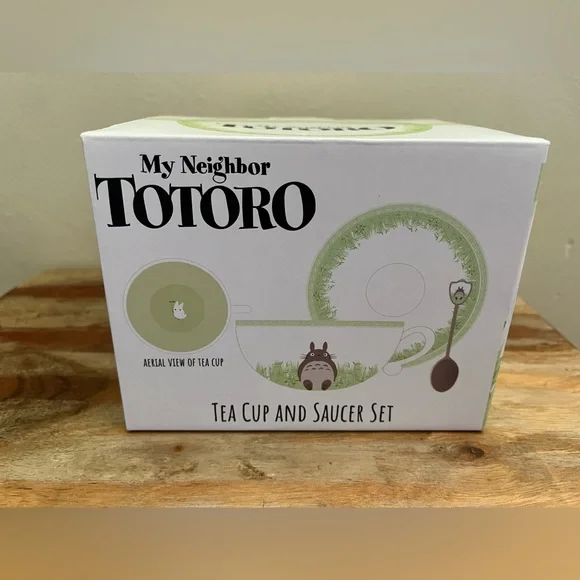 My Neighbor
TOTORO
AERIAL VIEW OF TEA CUP
TEA CUP AND SAUCER SET